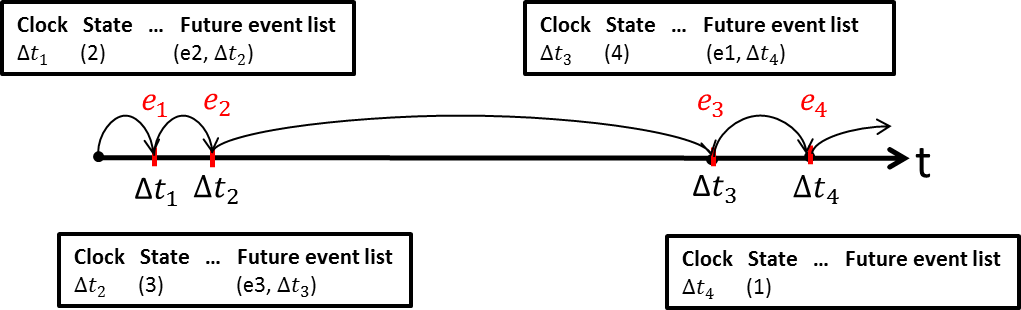 Clock State ... Future event list
Δt₁ (2) (e2, Δt₂)
Clock State ... Future event list
Δt₃ (4) (e1, Δt₄)
e₁ e₂ e₃ e₄
t
Δt₁ Δt₂ Δt₃ Δt₄
Clock State ... Future event list
Δt₂ (3) (e3, Δt₃)
Clock State ... Future event list
Δt₄ (1)